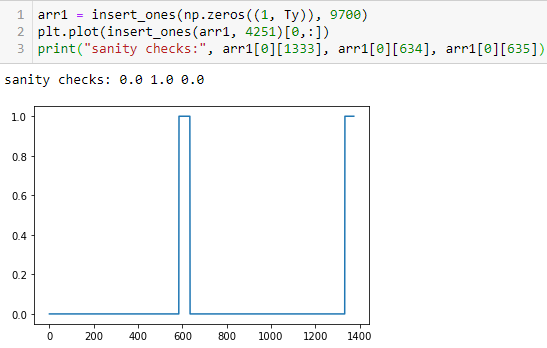 1 arr1 = insert_ones(np.zeros((1, Ty)), 9700)
2 plt.plot(insert_ones(arr1, 4251)[0,:])
3 print("sanity checks:", arr1[0][1333], arr1[0][634], arr1[0][635])
sanity checks: 0.0 1.0 0.0
1.0
0.8
0.6
0.4
0.2
0.0
0 200 400 600 800 1000 1200 1400